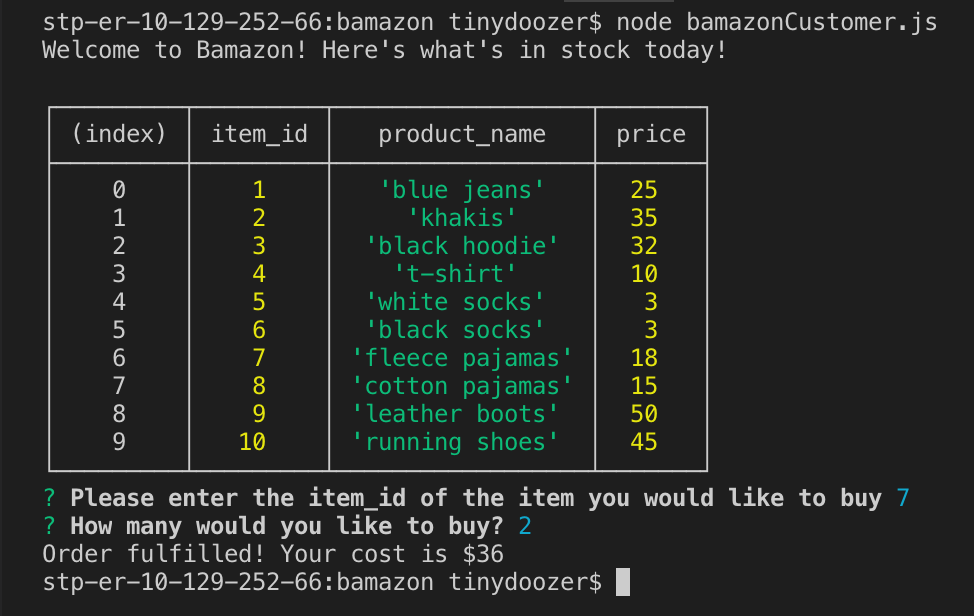 stp-er-10-129-252-66:bamazon tinydoozer$ node bamazonCustomer.js
Welcome to Bamazon! Here's what's in stock today!
(index) item_id product_name price
0 1 'blue jeans' 25
1 2 'khakis' 35
2 3 'black hoodie' 32
3 4 't-shirt' 10
4 5 'white socks' 3
5 6 'black socks' 3
6 7 'fleece pajamas' 18
7 8 'cotton pajamas' 15
8 9 'leather boots' 50
9 10 'running shoes' 45
? Please enter the item_id of the item you would like to buy 7
? How many would you like to buy? 2
Order fulfilled! Your cost is $36
stp-er-10-129-252-66:bamazon tinydoozer$